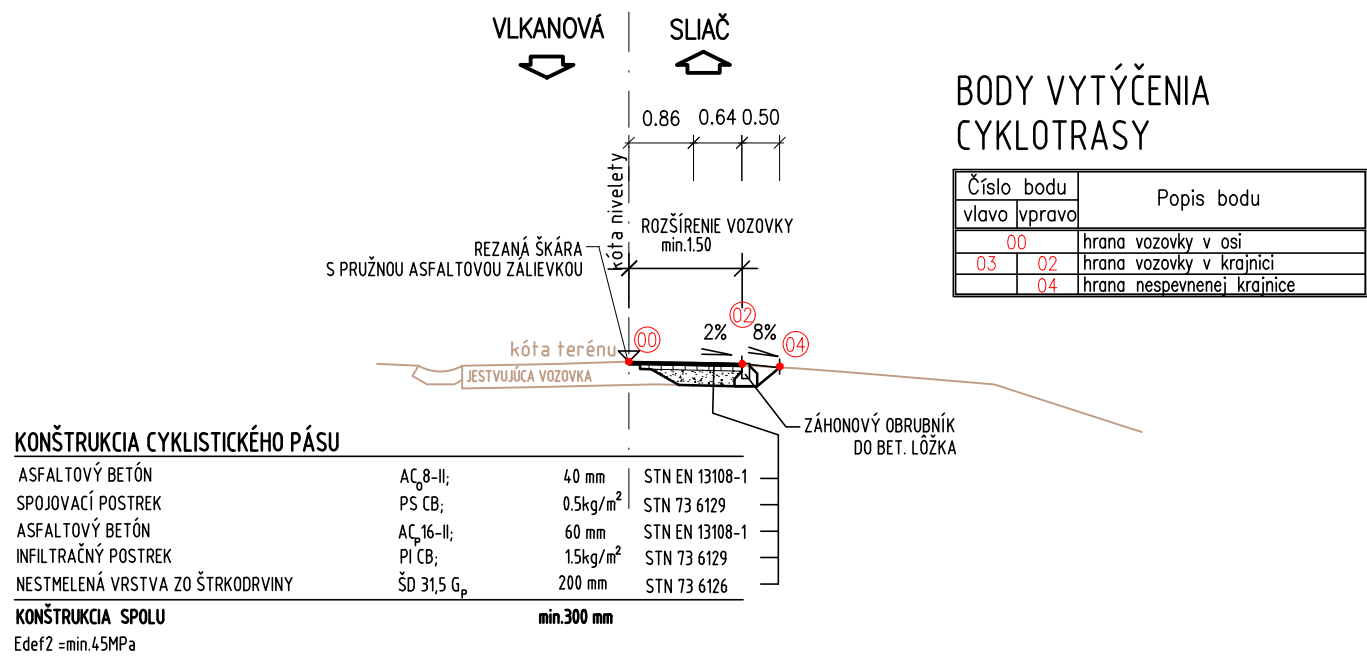 VLKANOVÁ
SLIAČ
0.86 0.64 0.50
kóta nivelety
ROZŠÍRENIE VOZOVKY
min.1.50
REZANÁ ŠKÁRA
S PRUŽNOU ASFALTOVOU ZÁLIEVKOU
BODY VYTÝČENIA
CYKLOTRASY
Číslo bodu Popis bodu
vlavo vpravo
00 hrana vozovky v osi
03 02 hrana vozovky v krajnici
04 hrana nespevnenej krajnice
kóta terénu
00
2%
02
8%
04
JESTVUJÚCA VOZOVKA
ZÁHONOVÝ OBRUBNÍK
DO BET. LÔŽKA
KONŠTRUKCIA CYKLISTICKÉHO PÁSU
ASFALTOVÝ BETÓN ACo8-II; 40 mm STN EN 13108-1
SPOJOVACÍ POSTREK PS CB; 0.5kg/m² STN 73 6129
ASFALTOVÝ BETÓN ACp16-II; 60 mm STN EN 13108-1
INFILTRAČNÝ POSTREK PI CB; 1.5kg/m² STN 73 6129
NESTMELENÁ VRSTVA ZO ŠTRKODRVINY ŠD 31,5 Gp 200 mm STN 73 6126
KONŠTRUKCIA SPOLU min.300 mm
Edef2 =min.45MPa